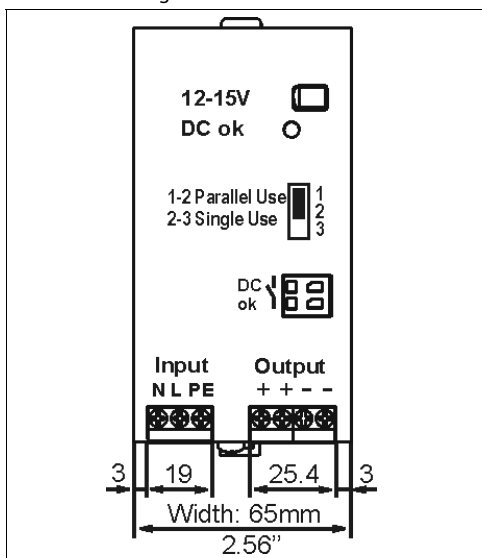 12-15V
DC ok
1-2 Parallel Use
2-3 Single Use
1
2
3
DC
ok
Input
Output
N L PE
+ + - -
3
19
25.4
3
Width: 65mm
2.56"